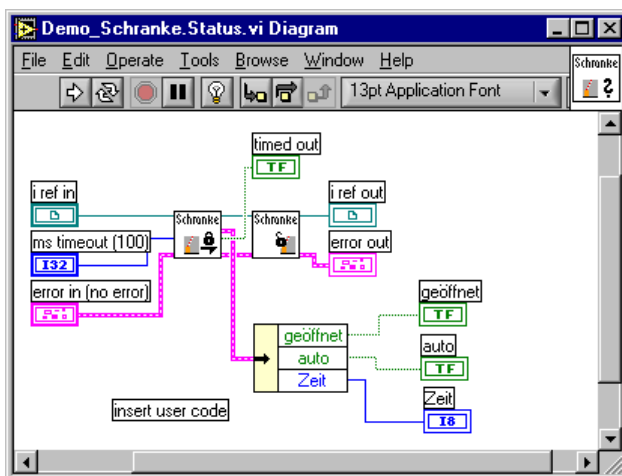 Demo_Schranke.Status.vi Diagram
File Edit Operate Tools Browse Window Help
Schranke
13pt Application Font
timed out
TF
i ref in
i ref out
Schranke
Schranke
ms timeout (100)
I32
error out
error in (no error)
geöffnet
TF
geöffnet
auto
Zeit
auto
TF
Zeit
I8
insert user code